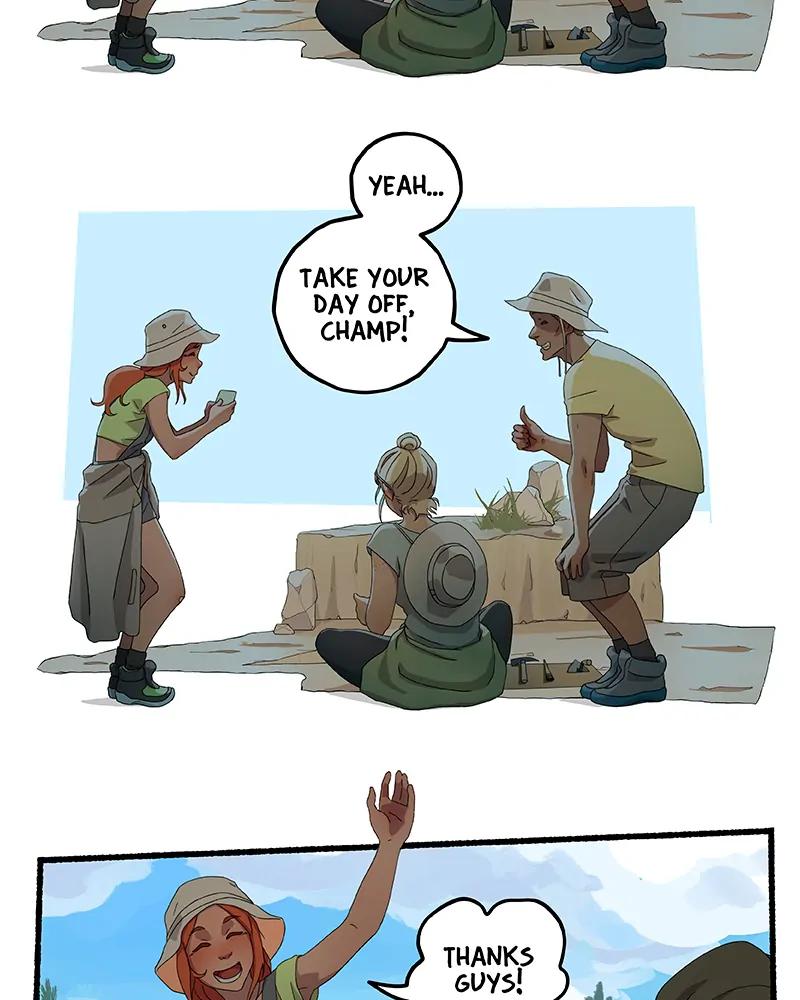 YEAH...
TAKE YOUR
DAY OFF,
CHAMP!
THANKS
GUYS!